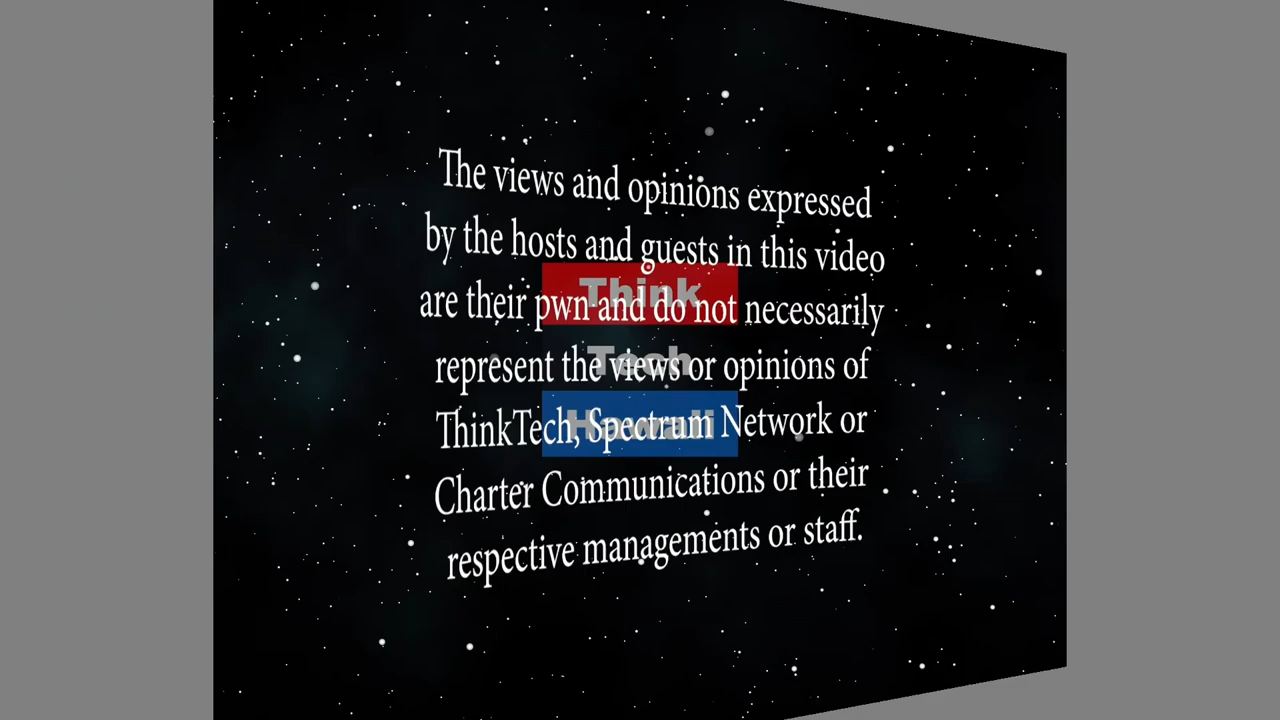 The views and opinions expressed
by the hosts and guests in this video
are their pwn and do not necessarily
represent the views or opinions of
ThinkTech, Spectrum Network or
Charter Communications or their
respective managements or staff.
Think
Tech
Hawaii